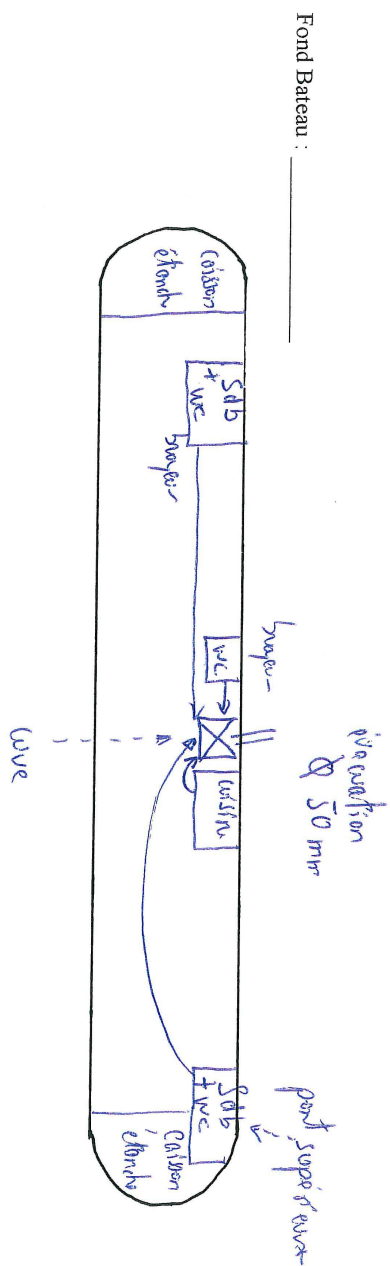 Fond Bateau :
évacuation
Ø 50 mm
pont supérieur
broyeur
Caisson
étanche
Sdb
+ WC
broyeur
WC
cuisine
Sdb
+ WC
Caisson
étanche
Cuve